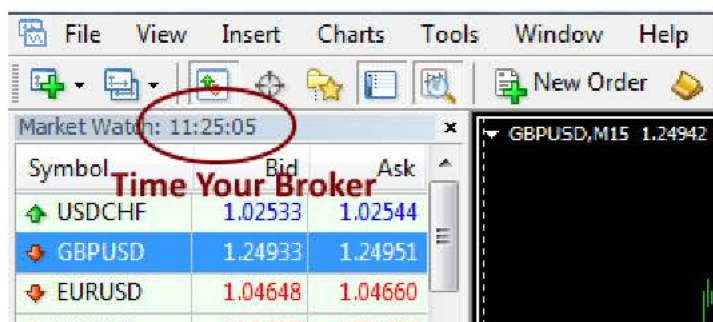 File View Insert Charts Tools Window Help
New Order
Market Watch: 11:25:05
GBPUSD,M15 1.24942
Symbol Bid Ask
Time Your Broker
USDCHF 1.02533 1.02544
GBPUSD 1.24933 1.24951
EURUSD 1.04648 1.04660